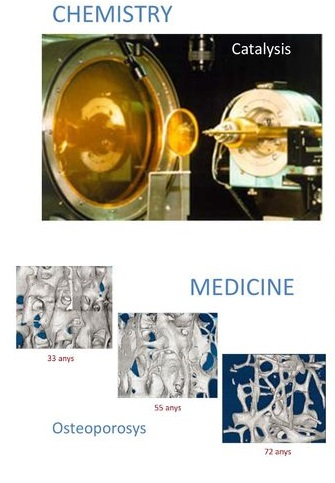 CHEMISTRY
Catalysis
MEDICINE
33 anys
55 anys
Osteoporosys
72 anys